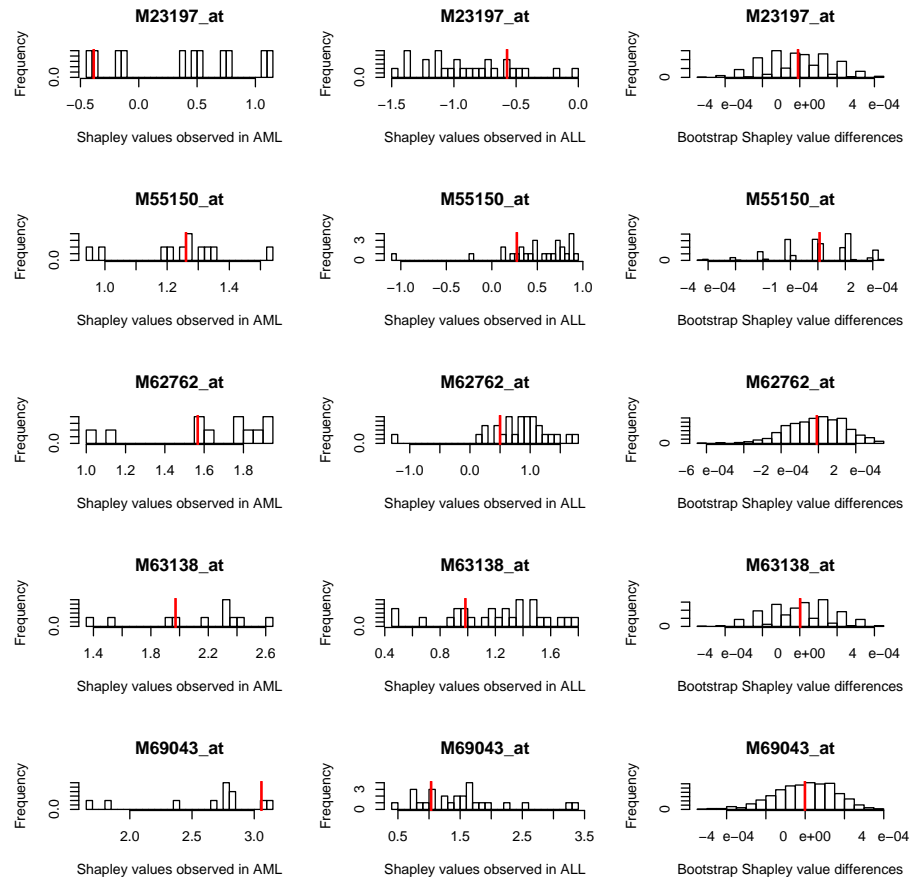 M23197_at M23197_at M23197_at
Frequency 0.0 Frequency 0.0 Frequency 0
−0.5 0.0 0.5 1.0 −1.5 −1.0 −0.5 0.0 −4 e−04 0 e+00 4 e−04
Shapley values observed in AML Shapley values observed in ALL Bootstrap Shapley value differences
M55150_at M55150_at M55150_at
Frequency 0.0 Frequency 0 3 Frequency 0
1.0 1.2 1.4 −1.0 −0.5 0.0 0.5 1.0 −4 e−04 −1 e−04 2 e−04
Shapley values observed in AML Shapley values observed in ALL Bootstrap Shapley value differences
M62762_at M62762_at M62762_at
Frequency 0.0 Frequency 0.0 Frequency 0
1.0 1.2 1.4 1.6 1.8 −1.0 0.0 1.0 −6 e−04 −2 e−04 2 e−04
Shapley values observed in AML Shapley values observed in ALL Bootstrap Shapley value differences
M63138_at M63138_at M63138_at
Frequency 0.0 Frequency 0.0 Frequency 0
1.4 1.8 2.2 2.6 0.4 0.8 1.2 1.6 −4 e−04 0 e+00 4 e−04
Shapley values observed in AML Shapley values observed in ALL Bootstrap Shapley value differences
M69043_at M69043_at M69043_at
Frequency 0.0 Frequency 0 3 Frequency 0
2.0 2.5 3.0 0.5 1.5 2.5 3.5 −4 e−04 0 e+00 4 e−04
Shapley values observed in AML Shapley values observed in ALL Bootstrap Shapley value differences